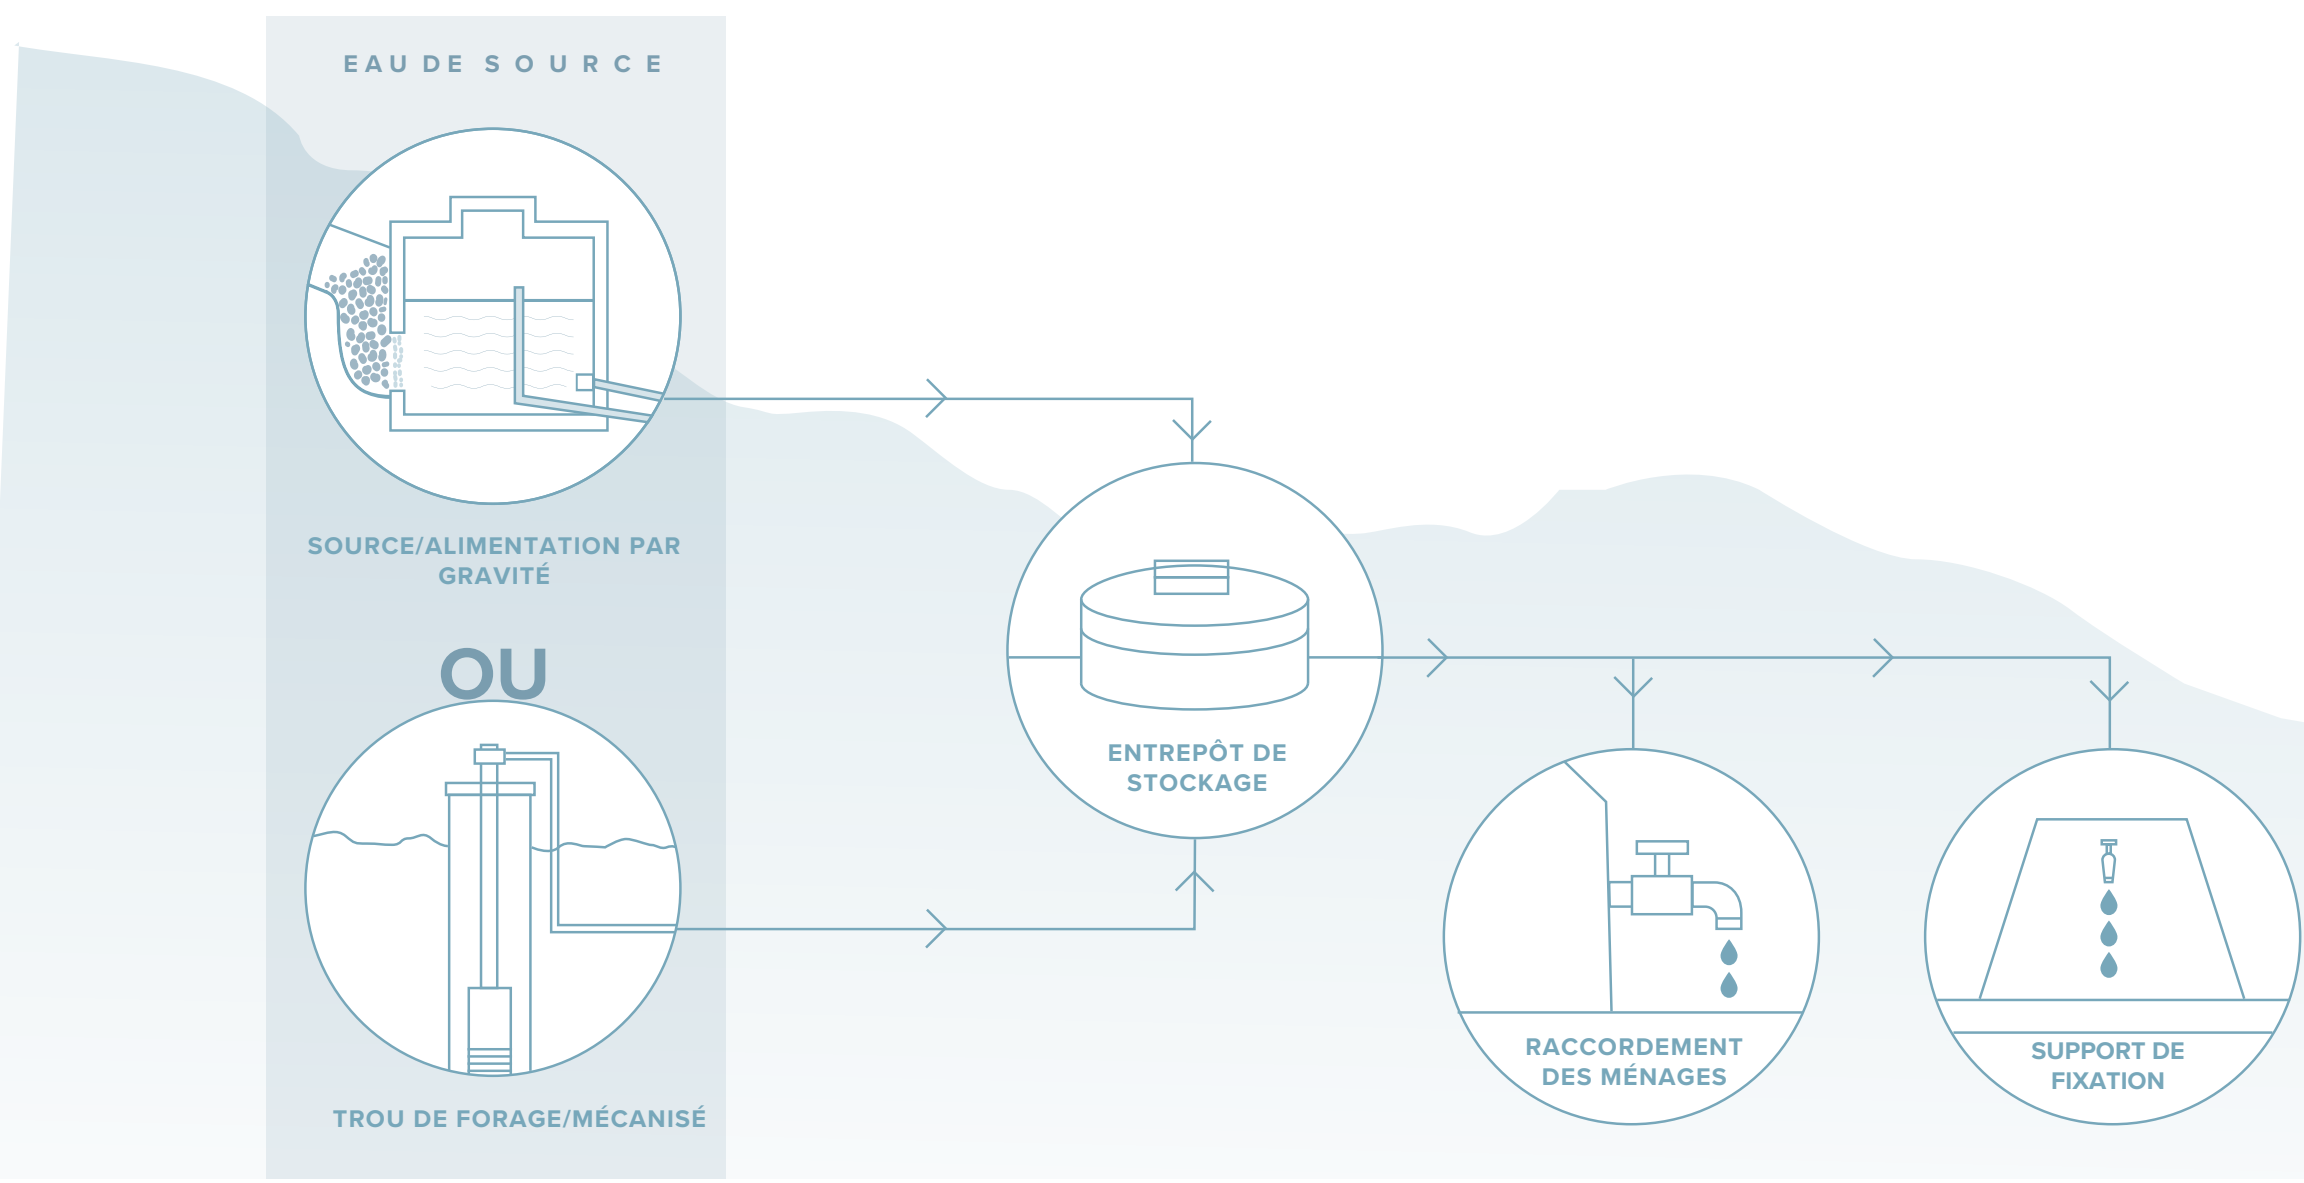 EAU DE SOURCE
SOURCE/ALIMENTATION PAR
GRAVITÉ
OU
TROU DE FORAGE/MÉCANISÉ
ENTREPÔT DE
STOCKAGE
RACCORDEMENT
DES MÉNAGES
SUPPORT DE
FIXATION